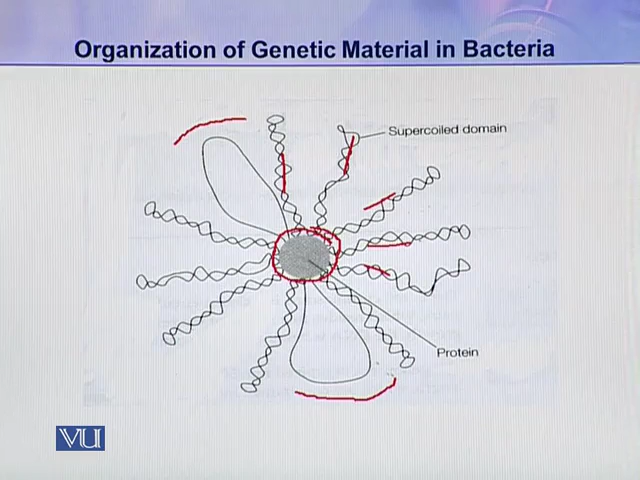 Organization of Genetic Material in Bacteria
Supercoiled domain
Protein
VU